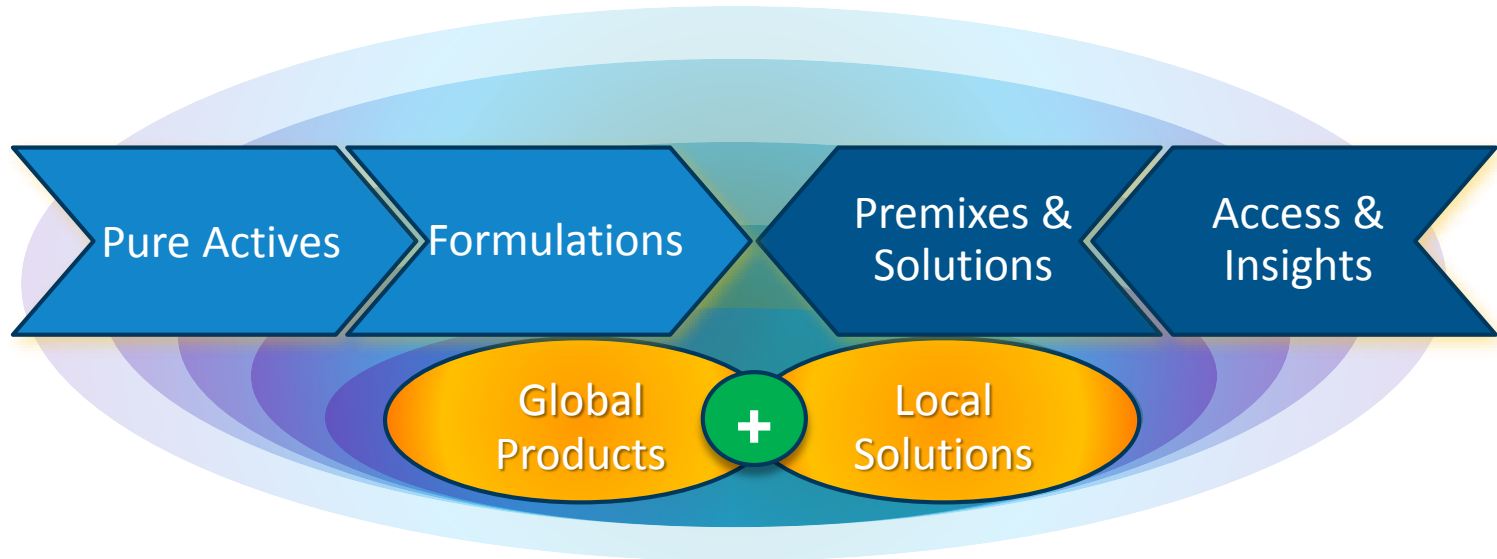 Pure Actives
Formulations
Premixes &
Solutions
Access &
Insights
Global
Products
+
Local
Solutions